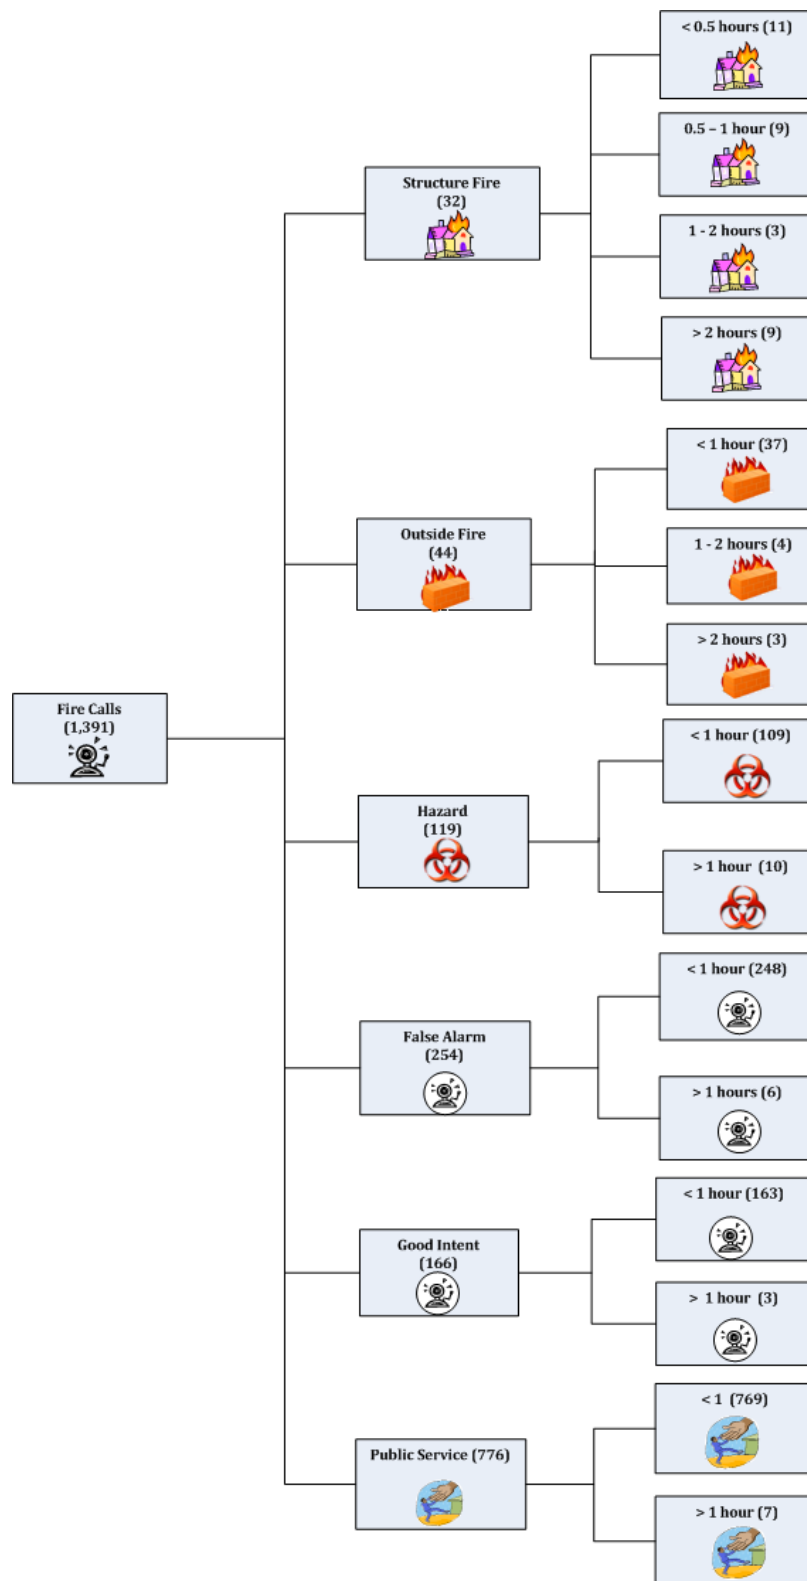 Fire Calls
(1,391)
Structure Fire
(32)
< 0.5 hours (11)
0.5 – 1 hour (9)
1 - 2 hours (3)
> 2 hours (9)
Outside Fire
(44)
< 1 hour (37)
1 - 2 hours (4)
> 2 hours (3)
Hazard
(119)
< 1 hour (109)
> 1 hour (10)
False Alarm
(254)
< 1 hour (248)
> 1 hours (6)
Good Intent
(166)
< 1 hour (163)
> 1 hour (3)
Public Service (776)
< 1 (769)
> 1 hour (7)